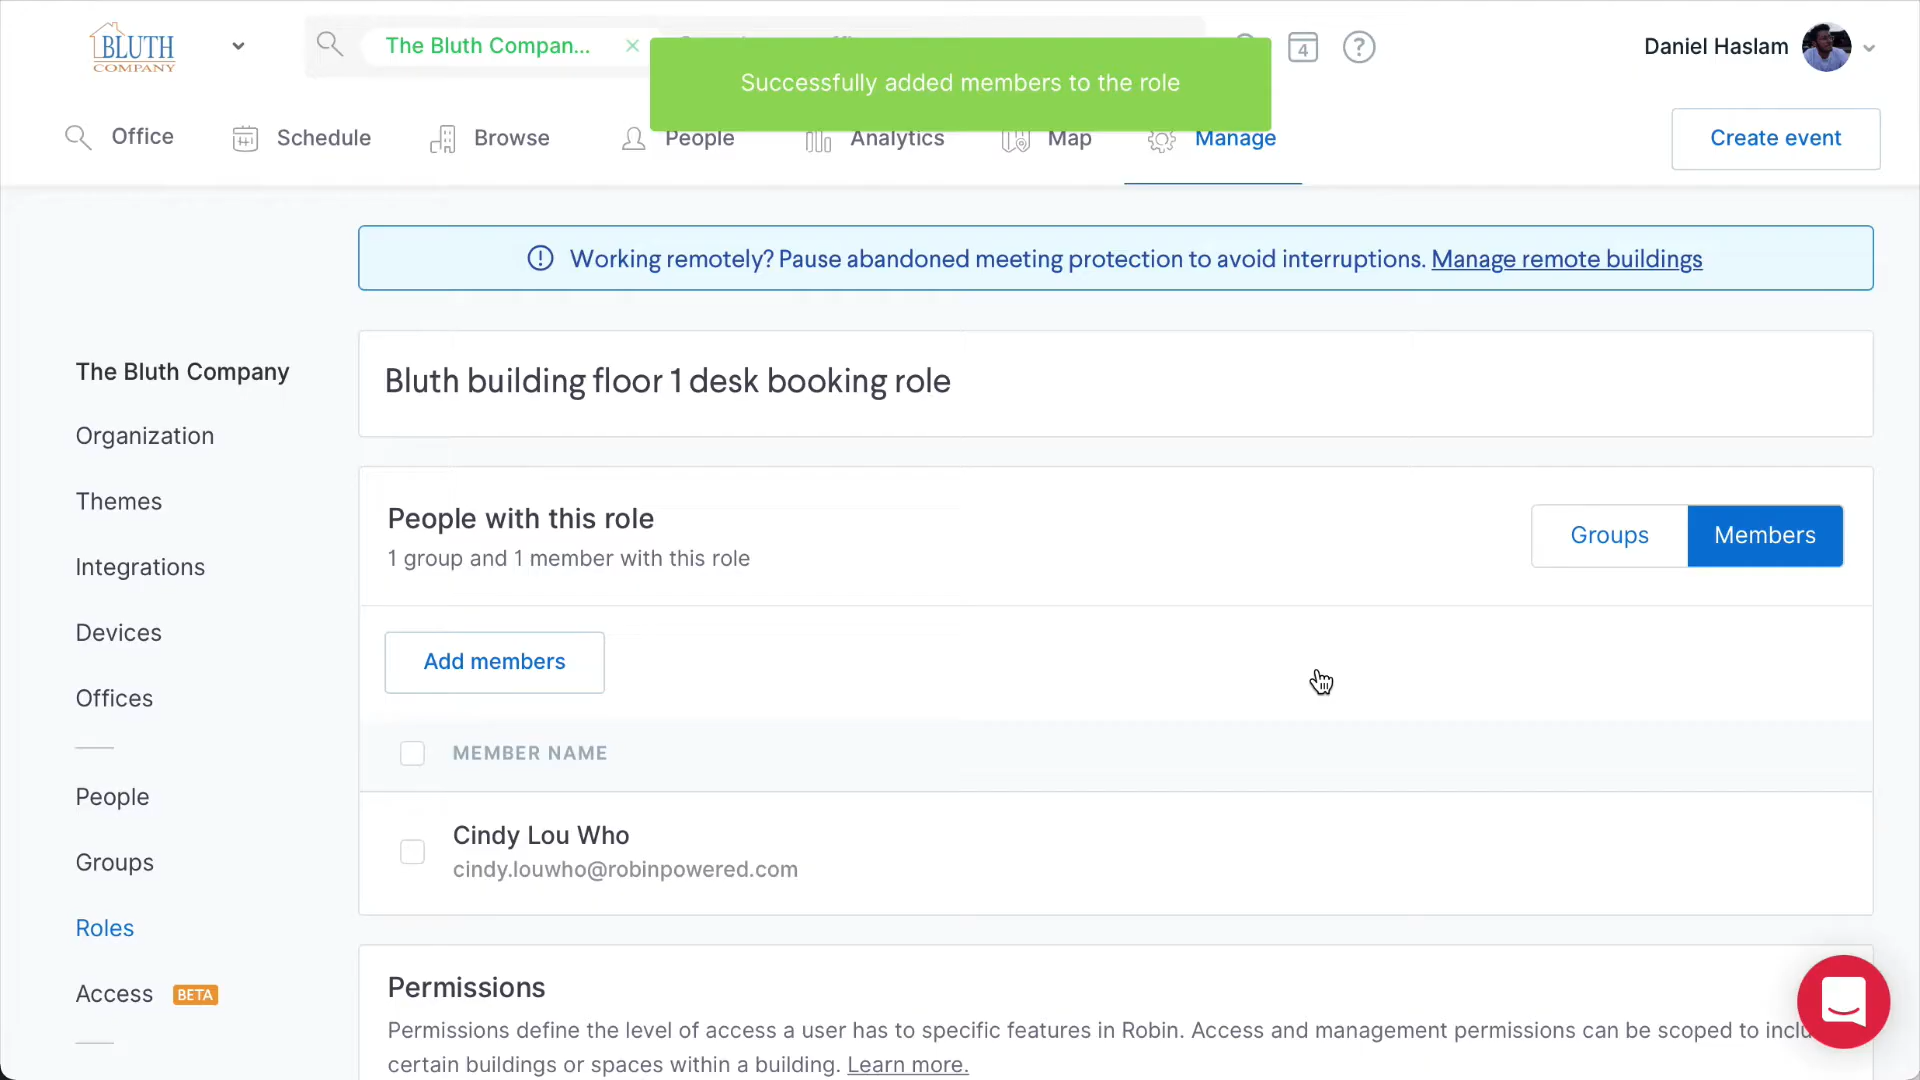 BLUTH
COMPANY
The Bluth Compan...
4
?
Daniel Haslam
Successfully added members to the role
Office
Schedule
Browse
People
Analytics
Map
Manage
Create event
Working remotely? Pause abandoned meeting protection to avoid interruptions. Manage remote buildings
The Bluth Company
Organization
Themes
Integrations
Devices
Offices
People
Groups
Roles
Access BETA
Bluth building floor 1 desk booking role
People with this role
1 group and 1 member with this role
Groups
Members
Add members
MEMBER NAME
Cindy Lou Who
cindy.louwho@robinpowered.com
Permissions
Permissions define the level of access a user has to specific features in Robin. Access and management permissions can be scoped to
certain buildings or spaces within a building. Learn more.